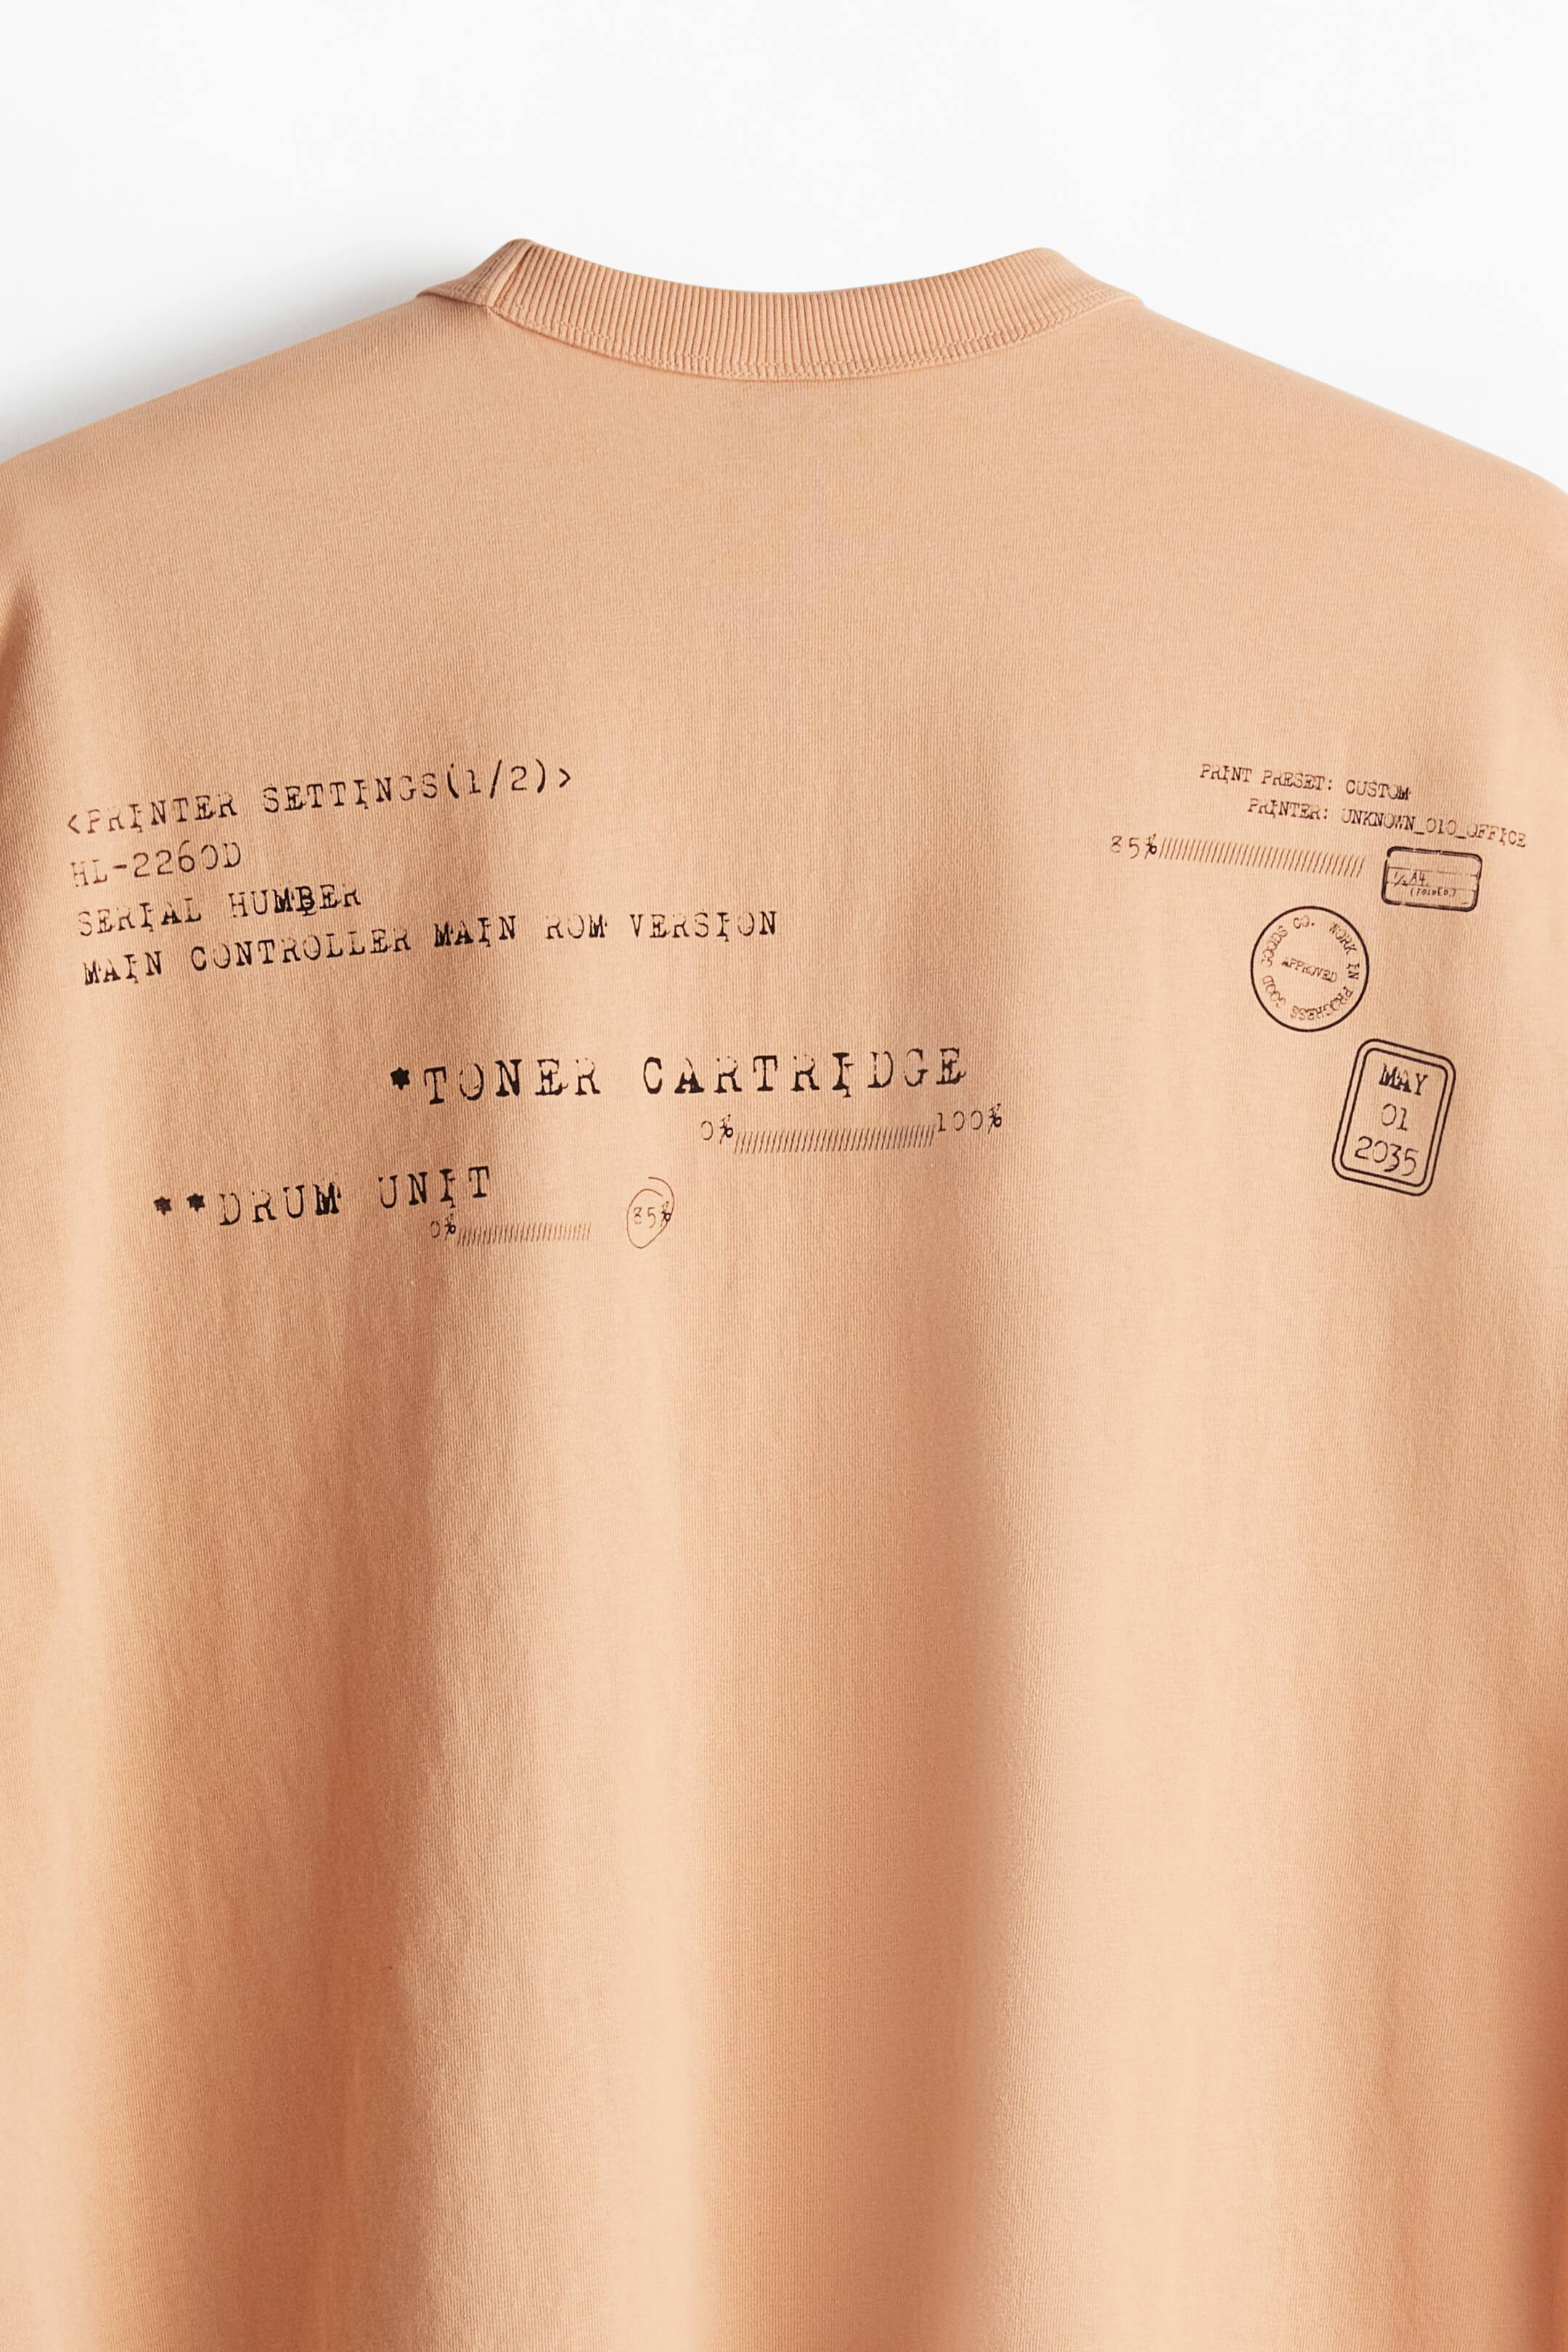 <PRINTER SETTINGS(1/2)>
HL-2260D
SERIAL HUMBER
MAIN CONTROLLER MAIN ROM VERSION
*TONER CARTRIDGE
0%////////////////////////////////100%
**DRUM UNIT
0%////////////////////////
85%
PRINT PRESET: CUSTOM
PRINTER: UNKNOWN_010_OFFICE
85%////////////////////////////////
½ A4
(FOLDED.)
GOOD GOODS CO. WORK IN PROGRESS
APPROVED
MAY
01
2035